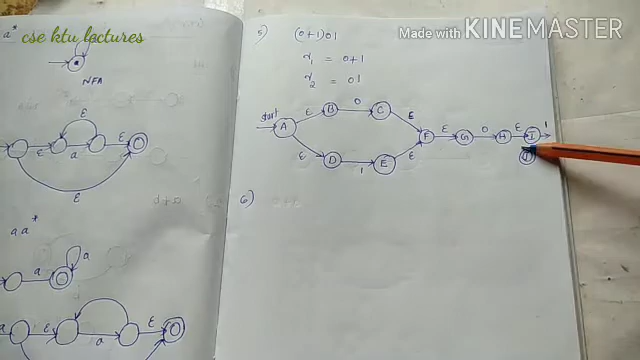 a*
cse ktu lectures
Made with KINEMASTER
a
NFA
ε
ε a ε
ε
aa*
a a
a ε ε
a
5) (0+1)01
r₁ = 0+1
r₂ = 01
start A ε B 0 C ε
F ε G 0 H ε I 1
J
ε D 1 E ε
6)